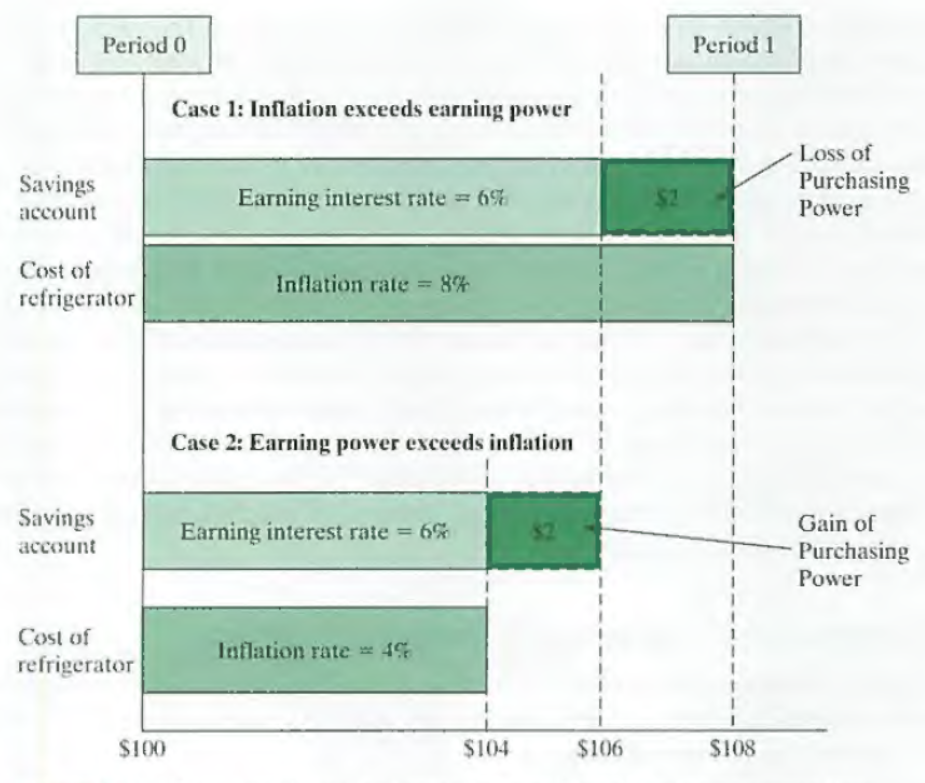 Period 0
Period 1
Case 1: Inflation exceeds earning power
Savings
account
Earning interest rate = 6%
$2
Loss of
Purchasing
Power
Cost of
refrigerator
Inflation rate = 8%
Case 2: Earning power exceeds inflation
Savings
account
Earning interest rate = 6%
$2
Gain of
Purchasing
Power
Cost of
refrigerator
Inflation rate = 4%
$100
$104
$106
$108